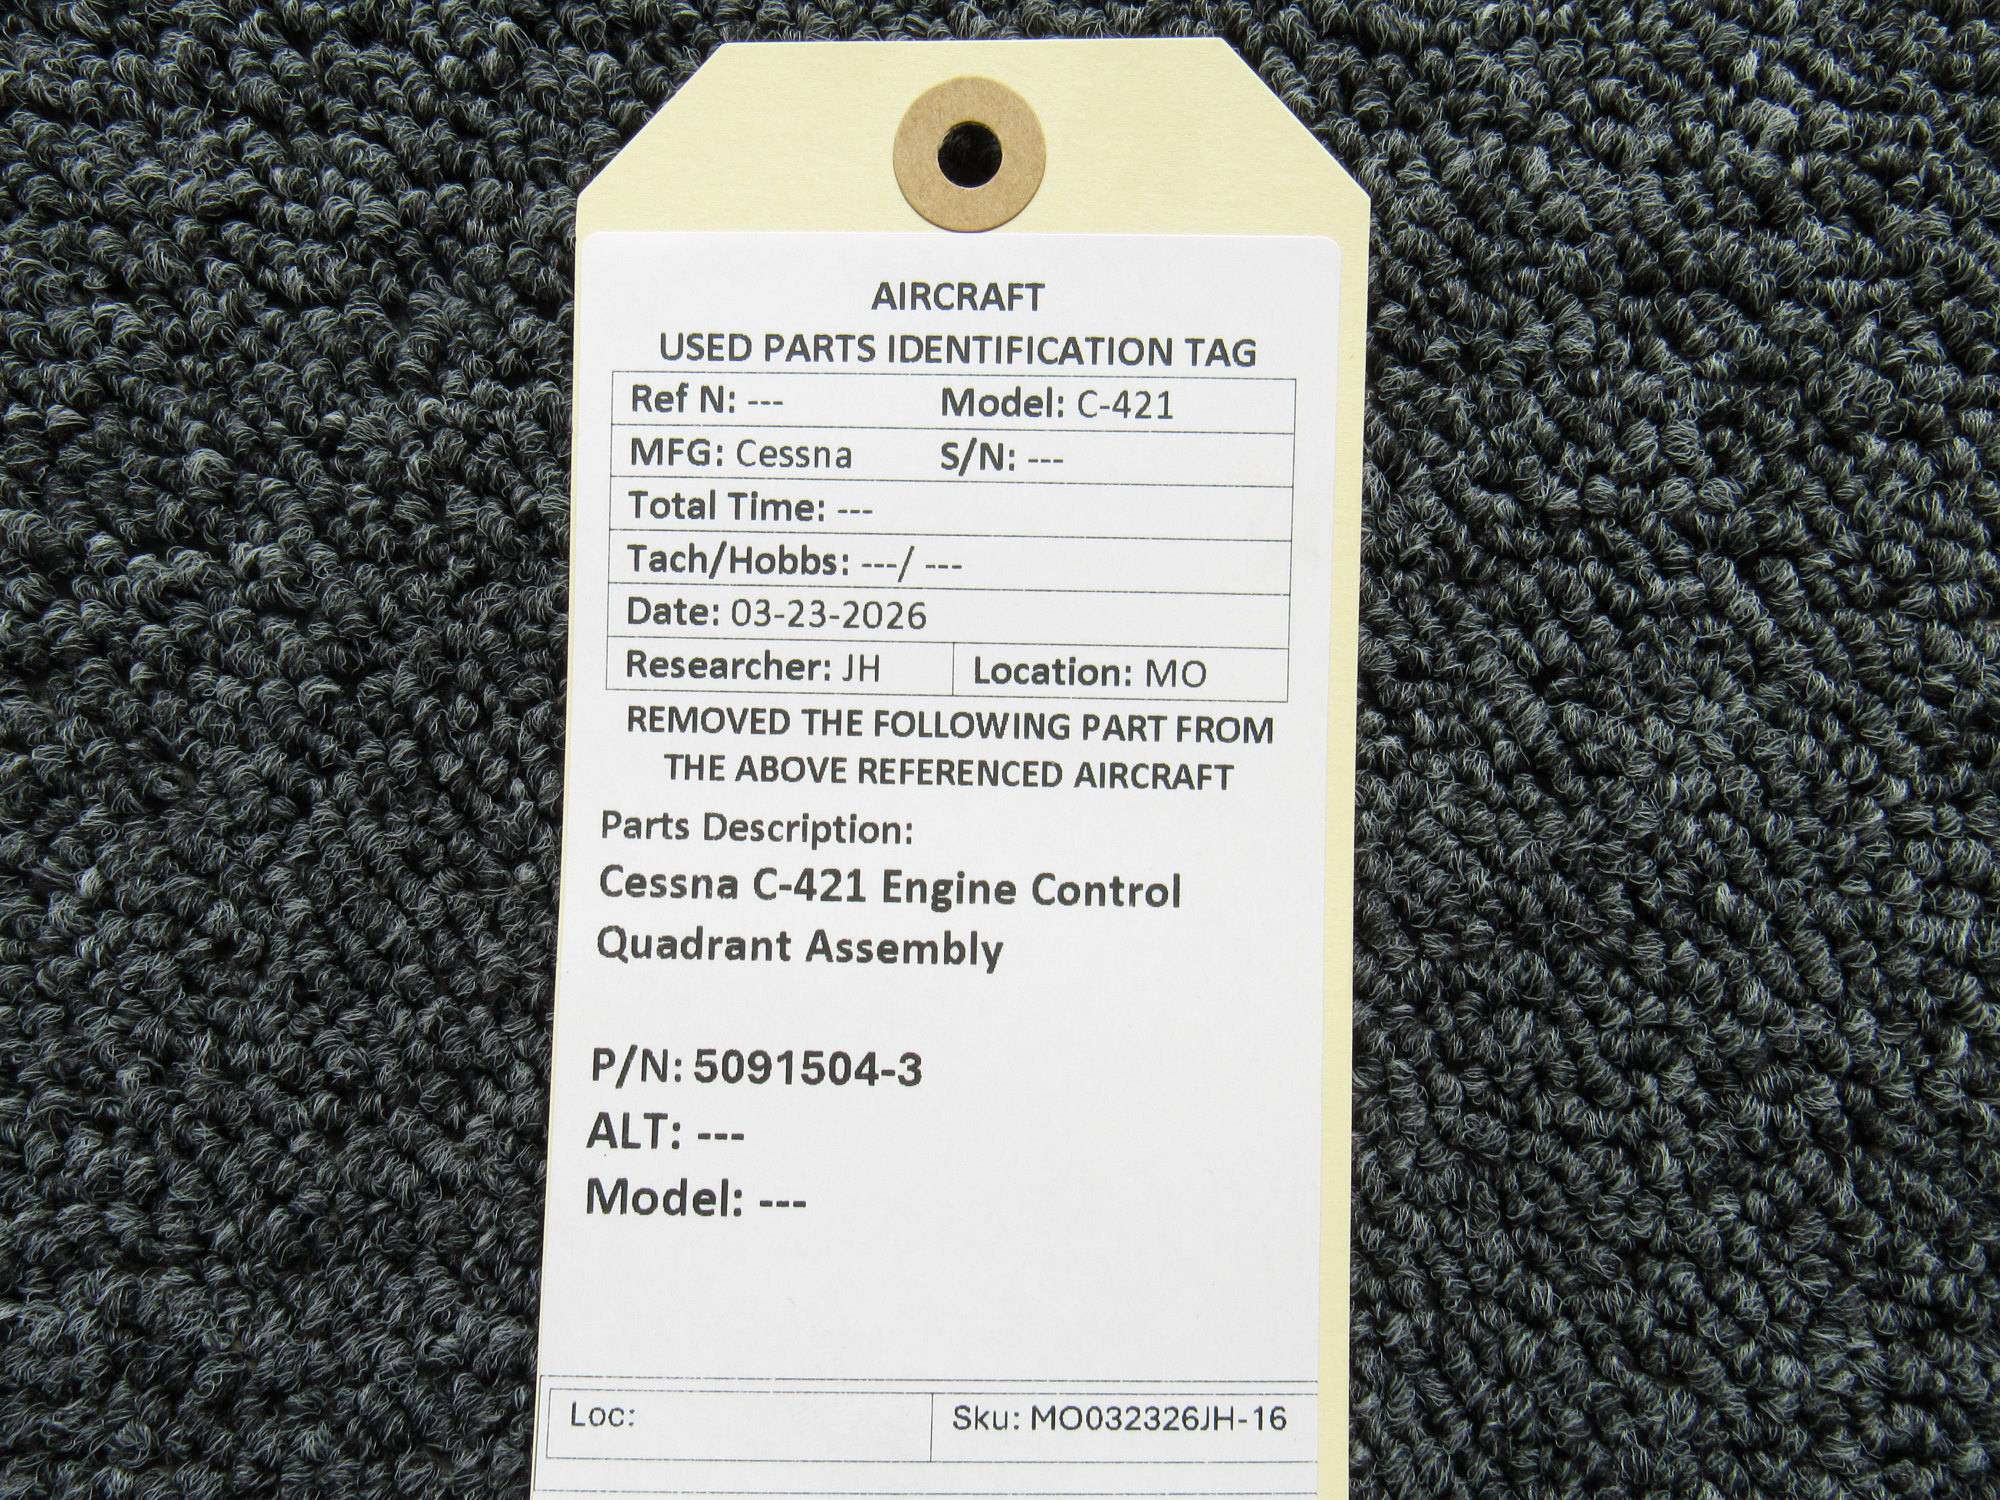 AIRCRAFT
USED PARTS IDENTIFICATION TAG
Ref N: --- Model: C-421
MFG: Cessna S/N: ---
Total Time: ---
Tach/Hobbs: ---/ ---
Date: 03-23-2026
Researcher: JH Location: MO
REMOVED THE FOLLOWING PART FROM
THE ABOVE REFERENCED AIRCRAFT
Parts Description:
Cessna C-421 Engine Control
Quadrant Assembly
P/N: 5091504-3
ALT: ---
Model: ---
Loc: Sku: MO032326JH-16